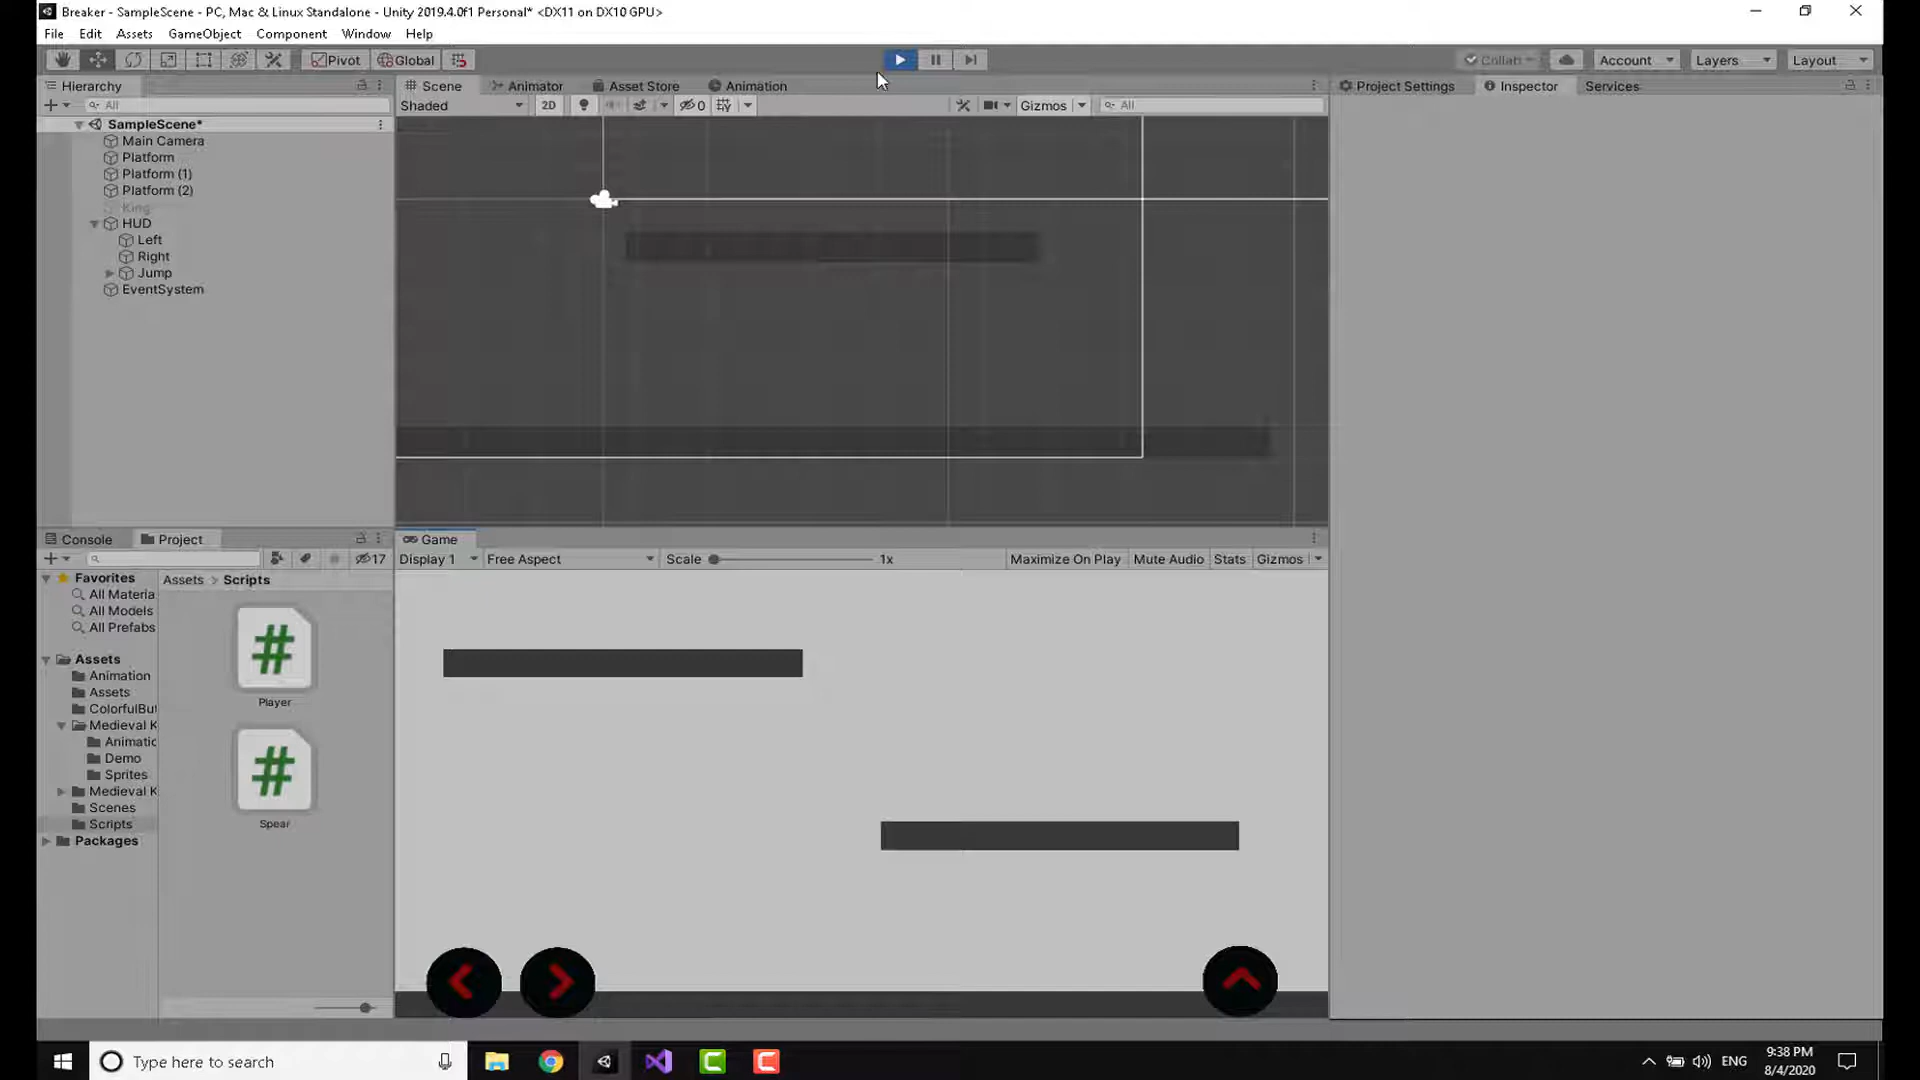 Breaker - SampleScene - PC, Mac & Linux Standalone - Unity 2019.4.0f1 Personal* <DX11 on DX10 GPU>
File Edit Assets GameObject Component Window Help
Pivot Global Collab Account Layers Layout
Hierarchy
All
SampleScene*
Main Camera
Platform
Platform (1)
Platform (2)
King
HUD
Left
Right
Jump
EventSystem
Scene Animator Asset Store Animation
Shaded 2D 0 Gizmos All
Project Settings Inspector Services
Console Project
17
Favorites
All Materia
All Models
All Prefabs
Assets
Animation
Assets
ColorfulBut
Medieval K
Animatic
Demo
Sprites
Medieval K
Scenes
Scripts
Packages
Assets > Scripts
Player
Spear
Game
Display 1 Free Aspect Scale 1x Maximize On Play Mute Audio Stats Gizmos
Type here to search
ENG
9:38 PM
8/4/2020